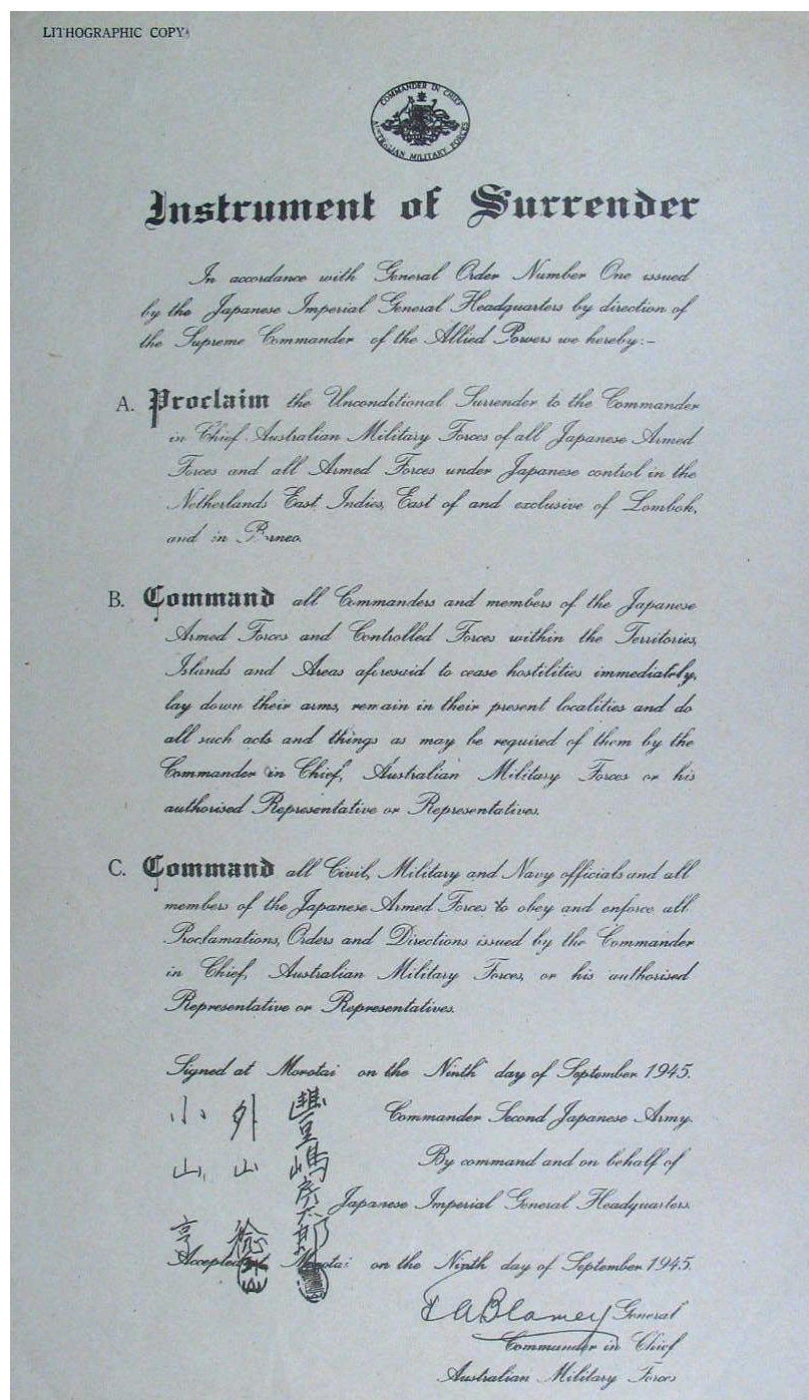 LITHOGRAPHIC COPY
COMMANDER IN CHIEF
AUSTRALIAN MILITARY FORCES
Instrument of Surrender
In accordance with General Order Number One issued
by the Japanese Imperial General Headquarters by direction of
the Supreme Commander of the Allied Powers we hereby:-
A. Proclaim the Unconditional Surrender to the Commander
in Chief Australian Military Forces of all Japanese Armed
Forces and all Armed Forces under Japanese control in the
Netherlands East Indies, East of and exclusive of Lombok,
and in Borneo.
B. Command all Commanders and members of the Japanese
Armed Forces and Controlled Forces within the Territories,
Islands and Areas aforesaid to cease hostilities immediately,
lay down their arms, remain in their present localities and do
all such acts and things as may be required of them by the
Commander in Chief, Australian Military Forces or his
authorised Representative or Representatives.
C. Command all Civil, Military and Navy officials and all
members of the Japanese Armed Forces to obey and enforce all
Proclamations, Orders and Directions issued by the Commander
in Chief, Australian Military Forces, or his authorised
Representative or Representatives.
Signed at Morotai on the Ninth day of September 1945.
豊嶋房太郎
外山
小山亨
Commander Second Japanese Army.
By command and on behalf of
Japanese Imperial General Headquarters.
Accepted at Morotai on the Ninth day of September 1945.
TABlamey General
Commander in Chief
Australian Military Forces